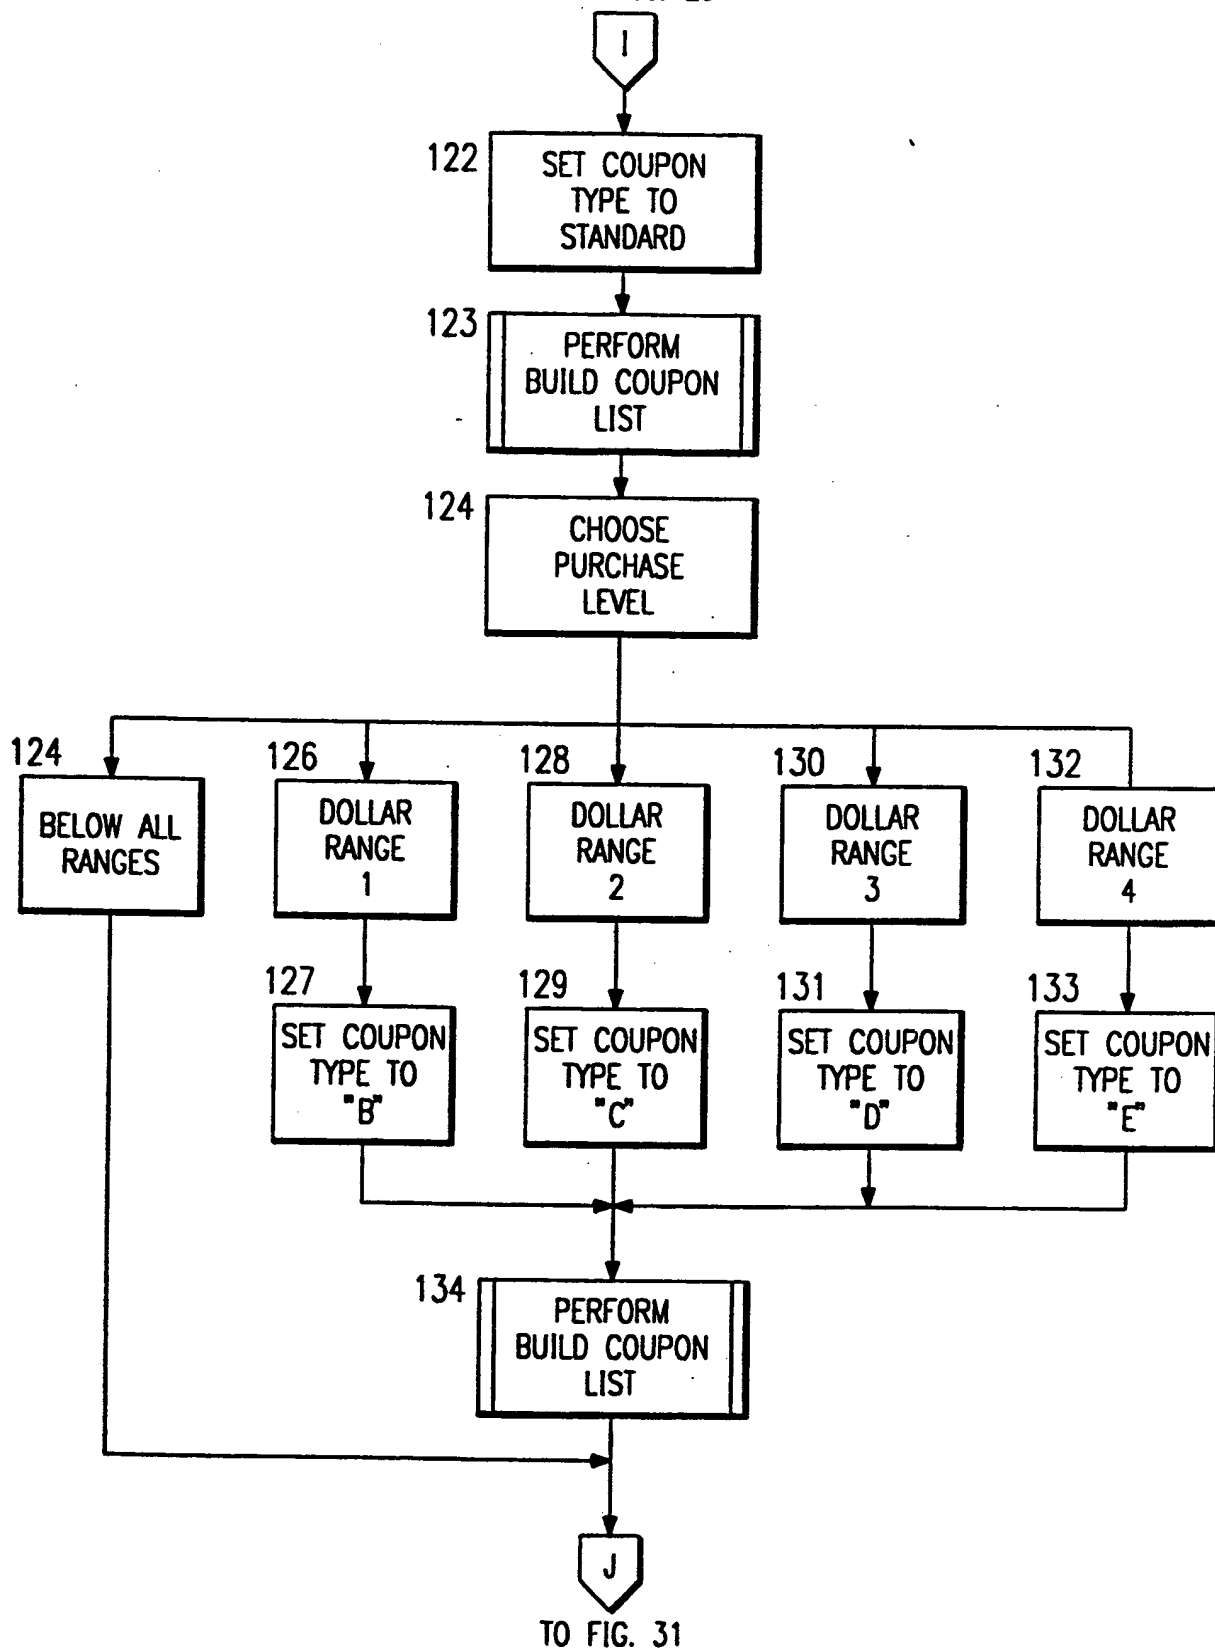 I
122
SET COUPON
TYPE TO
STANDARD
123
PERFORM
BUILD COUPON
LIST
124
CHOOSE
PURCHASE
LEVEL
124
BELOW ALL
RANGES
126
DOLLAR
RANGE
1
128
DOLLAR
RANGE
2
130
DOLLAR
RANGE
3
132
DOLLAR
RANGE
4
127
SET COUPON
TYPE TO
"B"
129
SET COUPON
TYPE TO
"C"
131
SET COUPON
TYPE TO
"D"
133
SET COUPON
TYPE TO
"E"
134
PERFORM
BUILD COUPON
LIST
J
TO FIG. 31